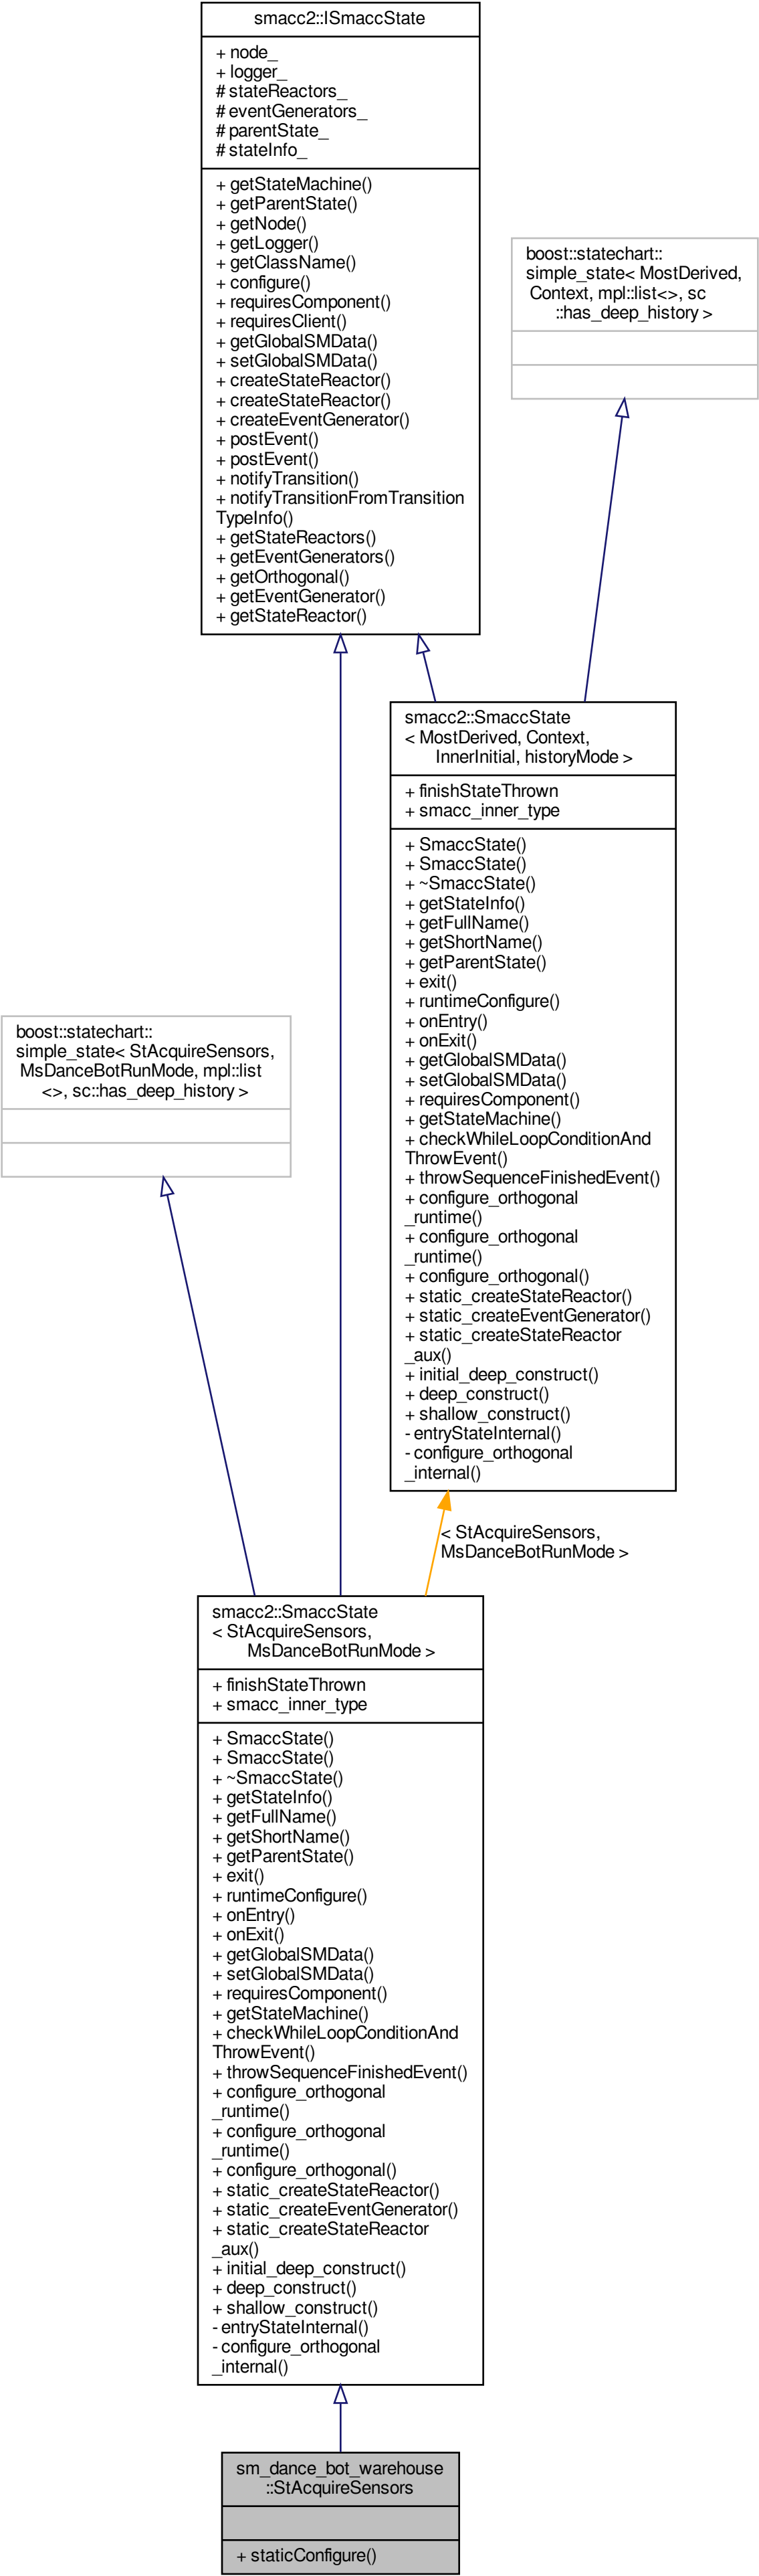 smacc2::ISmaccState
+ node_
+ logger_
# stateReactors_
# eventGenerators_
# parentState_
# stateInfo_
+ getStateMachine()
+ getParentState()
+ getNode()
+ getLogger()
+ getClassName()
+ configure()
+ requiresComponent()
+ requiresClient()
+ getGlobalSMData()
+ setGlobalSMData()
+ createStateReactor()
+ createStateReactor()
+ createEventGenerator()
+ postEvent()
+ postEvent()
+ notifyTransition()
+ notifyTransitionFromTransition
TypeInfo()
+ getStateReactors()
+ getEventGenerators()
+ getOrthogonal()
+ getEventGenerator()
+ getStateReactor()
boost::statechart::
simple_state< MostDerived,
Context, mpl::list<>, sc
::has_deep_history >
smacc2::SmaccState
< MostDerived, Context,
InnerInitial, historyMode >
+ finishStateThrown
+ smacc_inner_type
+ SmaccState()
+ SmaccState()
+ ~SmaccState()
+ getStateInfo()
+ getFullName()
+ getShortName()
+ getParentState()
+ exit()
+ runtimeConfigure()
+ onEntry()
+ onExit()
+ getGlobalSMData()
+ setGlobalSMData()
+ requiresComponent()
+ getStateMachine()
+ checkWhileLoopConditionAnd
ThrowEvent()
+ throwSequenceFinishedEvent()
+ configure_orthogonal
_runtime()
+ configure_orthogonal
_runtime()
+ configure_orthogonal()
+ static_createStateReactor()
+ static_createEventGenerator()
+ static_createStateReactor
_aux()
+ initial_deep_construct()
+ deep_construct()
+ shallow_construct()
- entryStateInternal()
- configure_orthogonal
_internal()
boost::statechart::
simple_state< StAcquireSensors,
MsDanceBotRunMode, mpl::list
<>, sc::has_deep_history >
< StAcquireSensors,
MsDanceBotRunMode >
smacc2::SmaccState
< StAcquireSensors,
MsDanceBotRunMode >
+ finishStateThrown
+ smacc_inner_type
+ SmaccState()
+ SmaccState()
+ ~SmaccState()
+ getStateInfo()
+ getFullName()
+ getShortName()
+ getParentState()
+ exit()
+ runtimeConfigure()
+ onEntry()
+ onExit()
+ getGlobalSMData()
+ setGlobalSMData()
+ requiresComponent()
+ getStateMachine()
+ checkWhileLoopConditionAnd
ThrowEvent()
+ throwSequenceFinishedEvent()
+ configure_orthogonal
_runtime()
+ configure_orthogonal
_runtime()
+ configure_orthogonal()
+ static_createStateReactor()
+ static_createEventGenerator()
+ static_createStateReactor
_aux()
+ initial_deep_construct()
+ deep_construct()
+ shallow_construct()
- entryStateInternal()
- configure_orthogonal
_internal()
sm_dance_bot_warehouse
::StAcquireSensors
+ staticConfigure()